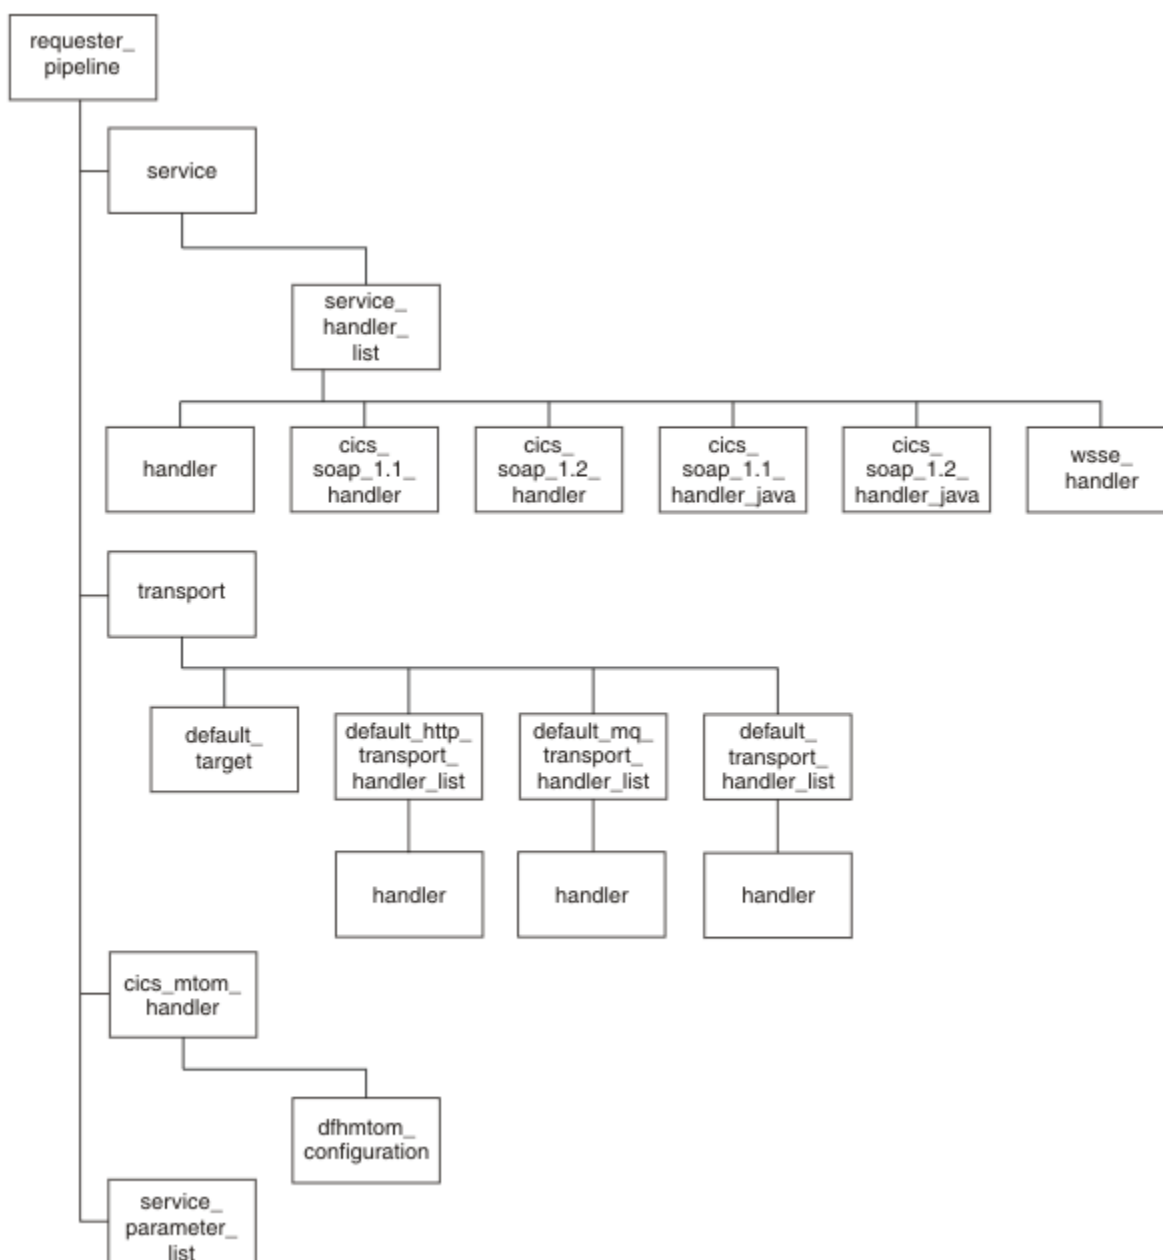 requester_
pipeline
service
service_
handler_
list
handler
cics_
soap_1.1_
handler
cics_
soap_1.2_
handler
cics_
soap_1.1_
handler_java
cics_
soap_1.2_
handler_java
wsse_
handler
transport
default_
target
default_http_
transport_
handler_list
default_mq_
transport_
handler_list
default_
transport_
handler_list
handler
handler
handler
cics_mtom_
handler
dfhmtom_
configuration
service_
parameter_
list